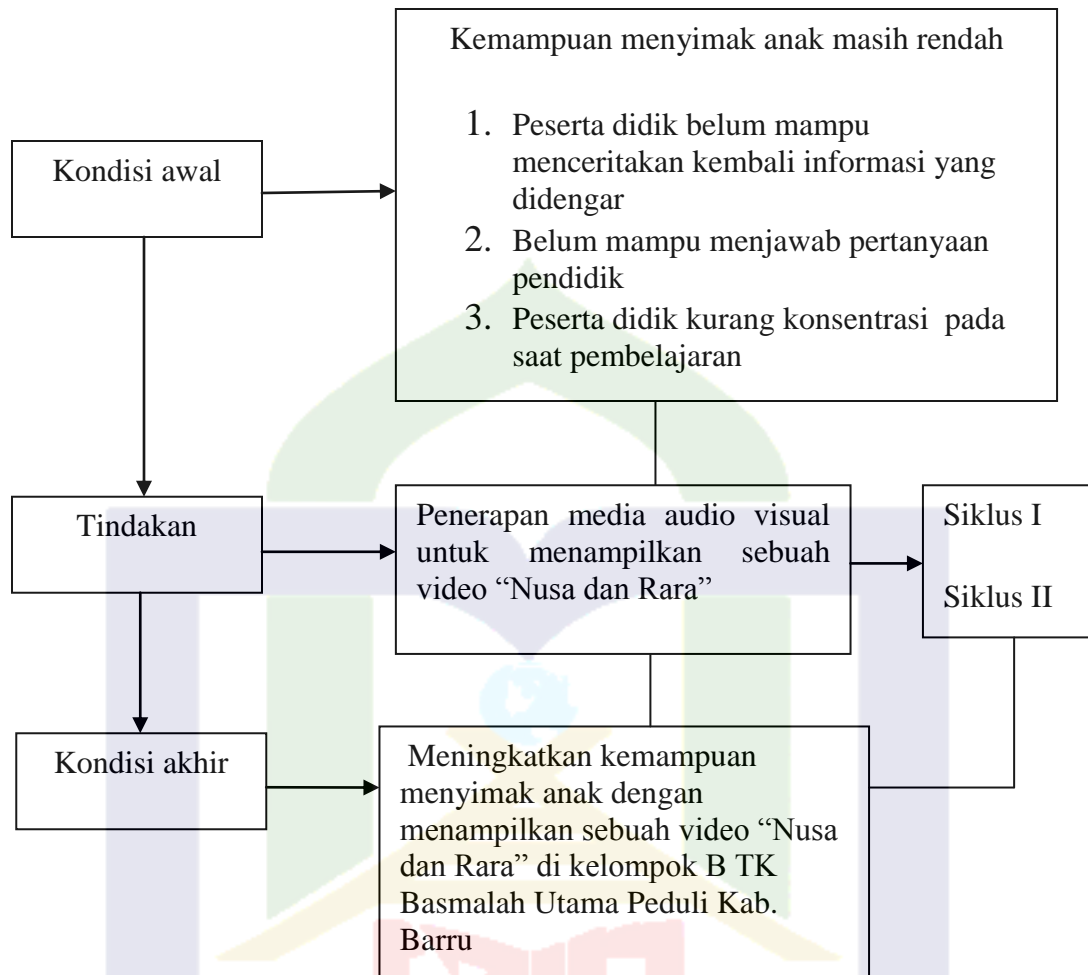 Kemampuan menyimak anak masih rendah
1. Peserta didik belum mampu
menceritakan kembali informasi yang
didengar
2. Belum mampu menjawab pertanyaan
pendidik
3. Peserta didik kurang konsentrasi pada
saat pembelajaran
Kondisi awal
Tindakan
Penerapan media audio visual
untuk menampilkan sebuah
video “Nusa dan Rara”
Siklus I
Siklus II
Kondisi akhir
Meningkatkan kemampuan
menyimak anak dengan
menampilkan sebuah video “Nusa
dan Rara” di kelompok B TK
Basmalah Utama Peduli Kab.
Barru